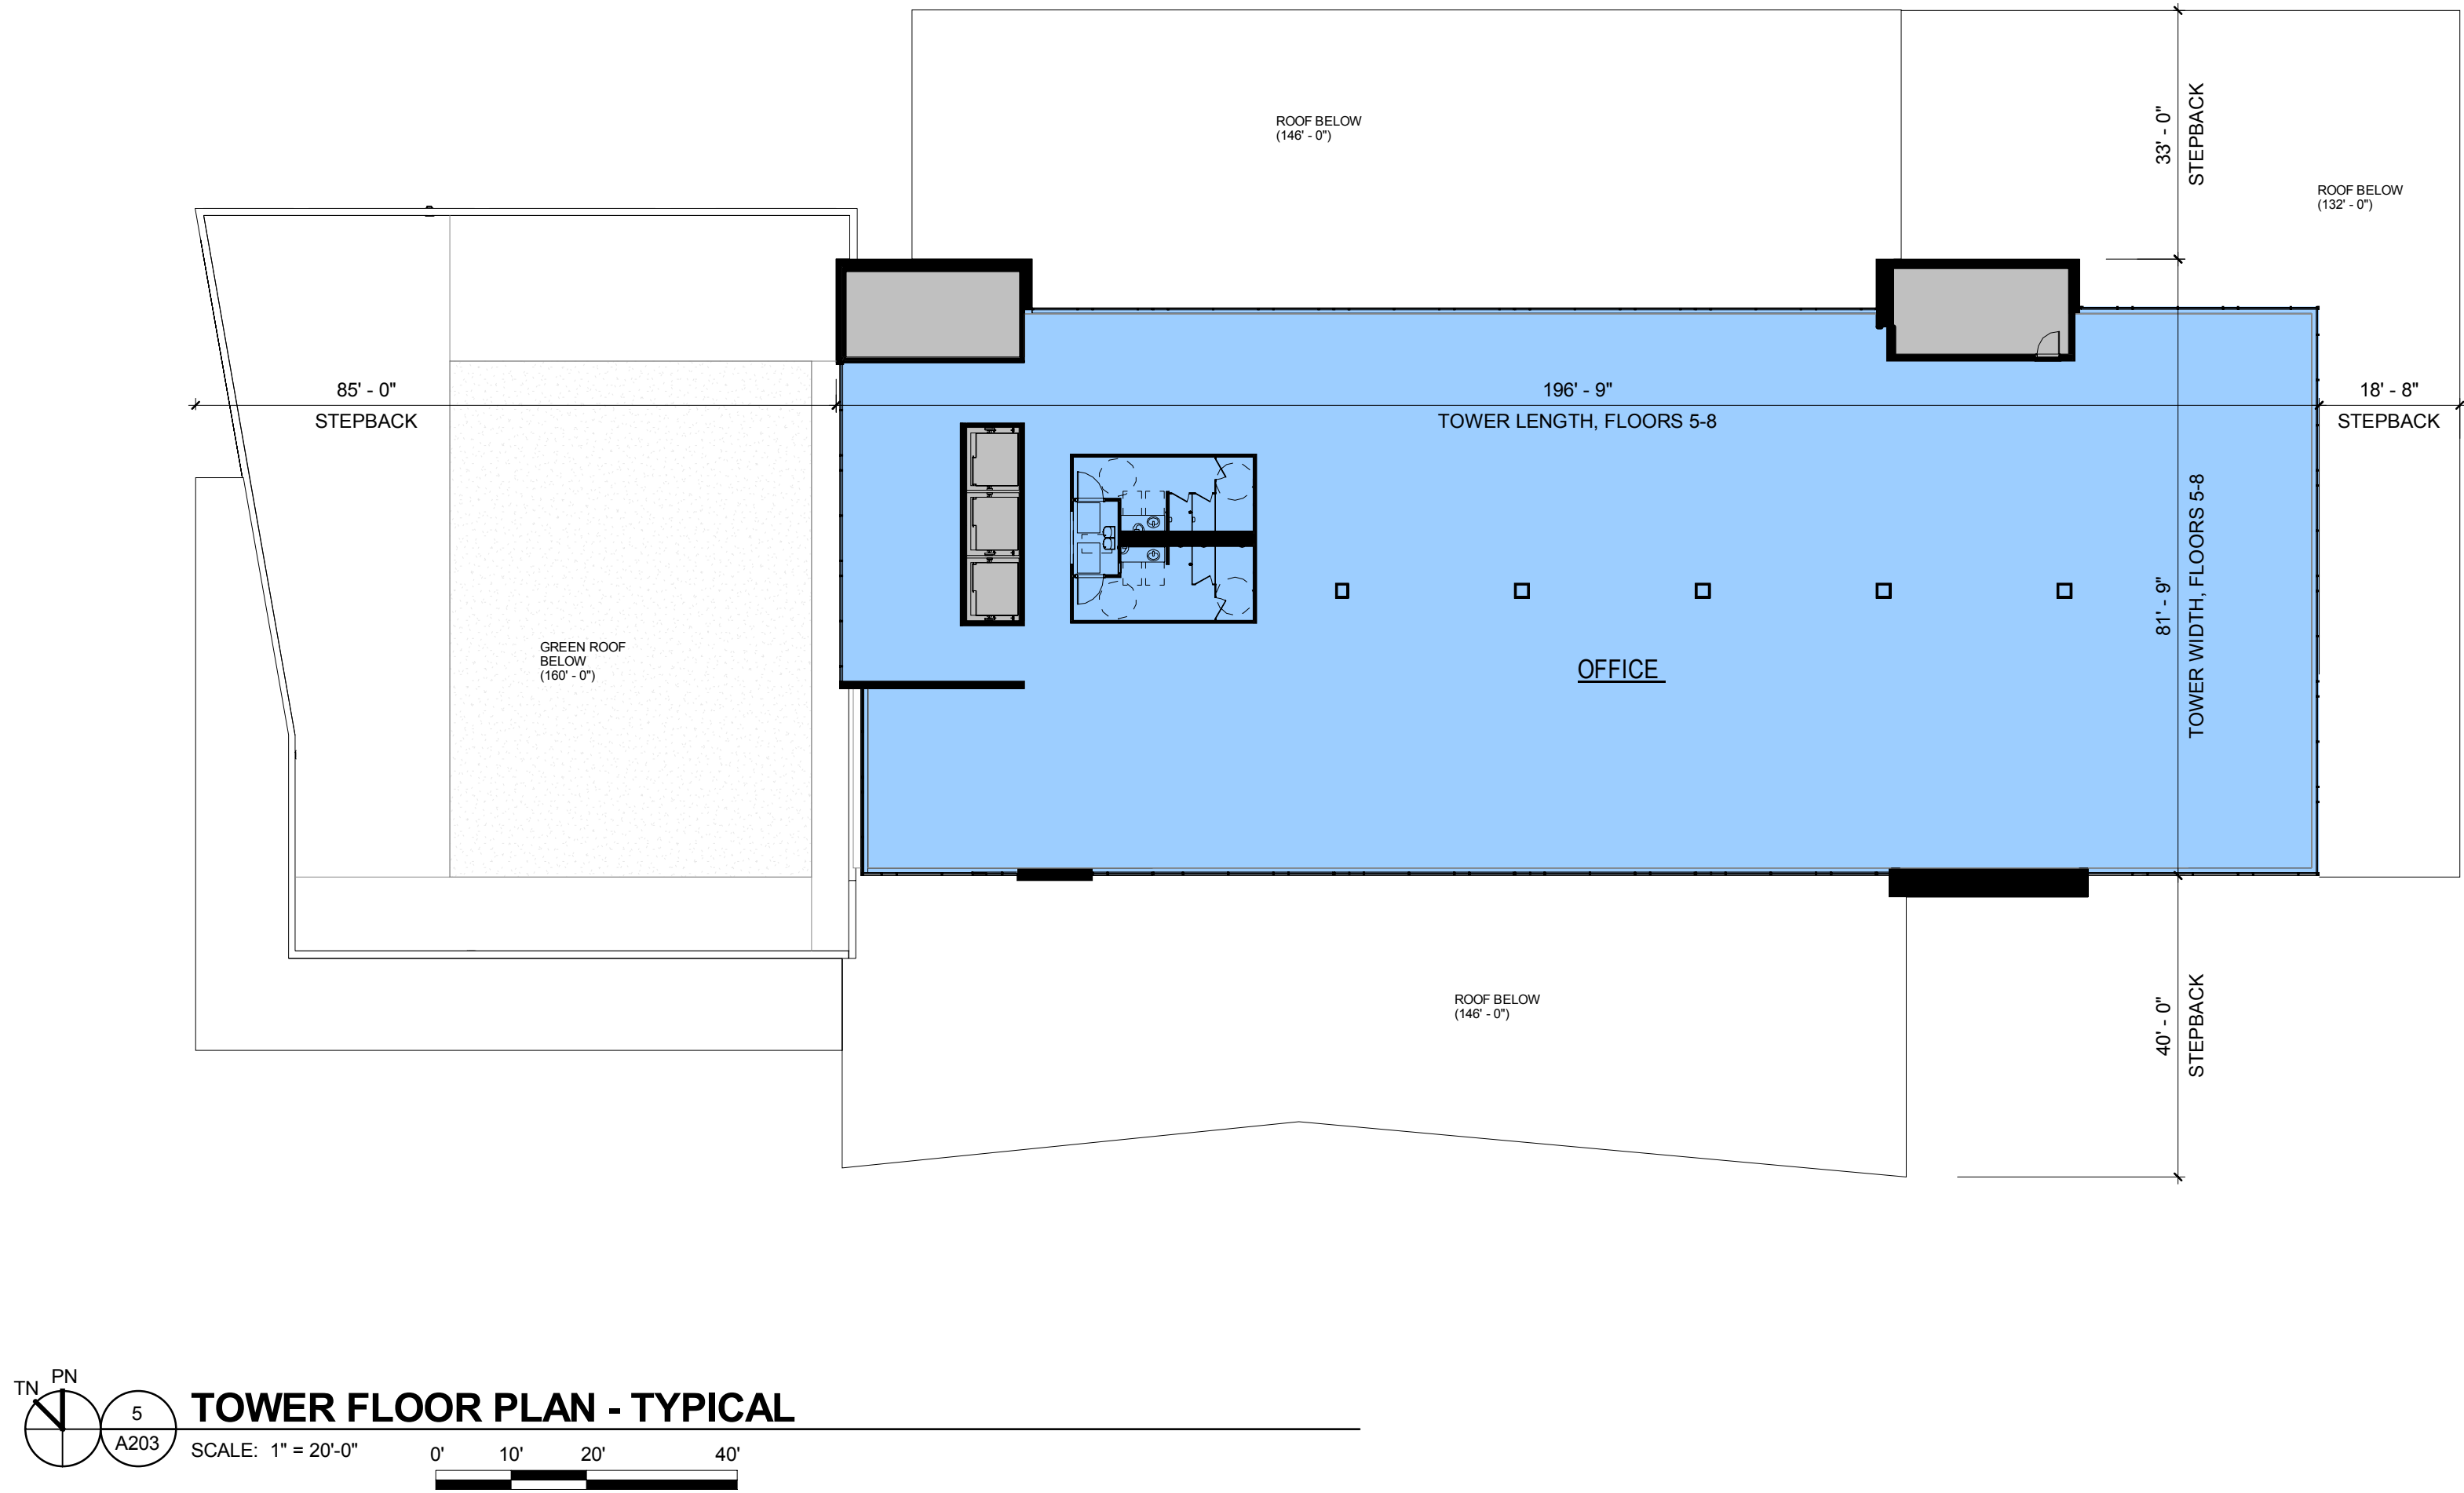 ROOF BELOW
(146' - 0")
33' - 0"
STEPBACK
ROOF BELOW
(132' - 0")
85' - 0"
STEPBACK
196' - 9"
TOWER LENGTH, FLOORS 5-8
18' - 8"
STEPBACK
81' - 9"
TOWER WIDTH, FLOORS 5-8
GREEN ROOF
BELOW
(160' - 0")
OFFICE
ROOF BELOW
(146' - 0")
40' - 0"
STEPBACK
TN PN
5
A203
TOWER FLOOR PLAN - TYPICAL
SCALE: 1" = 20'-0"
0' 10' 20' 40'